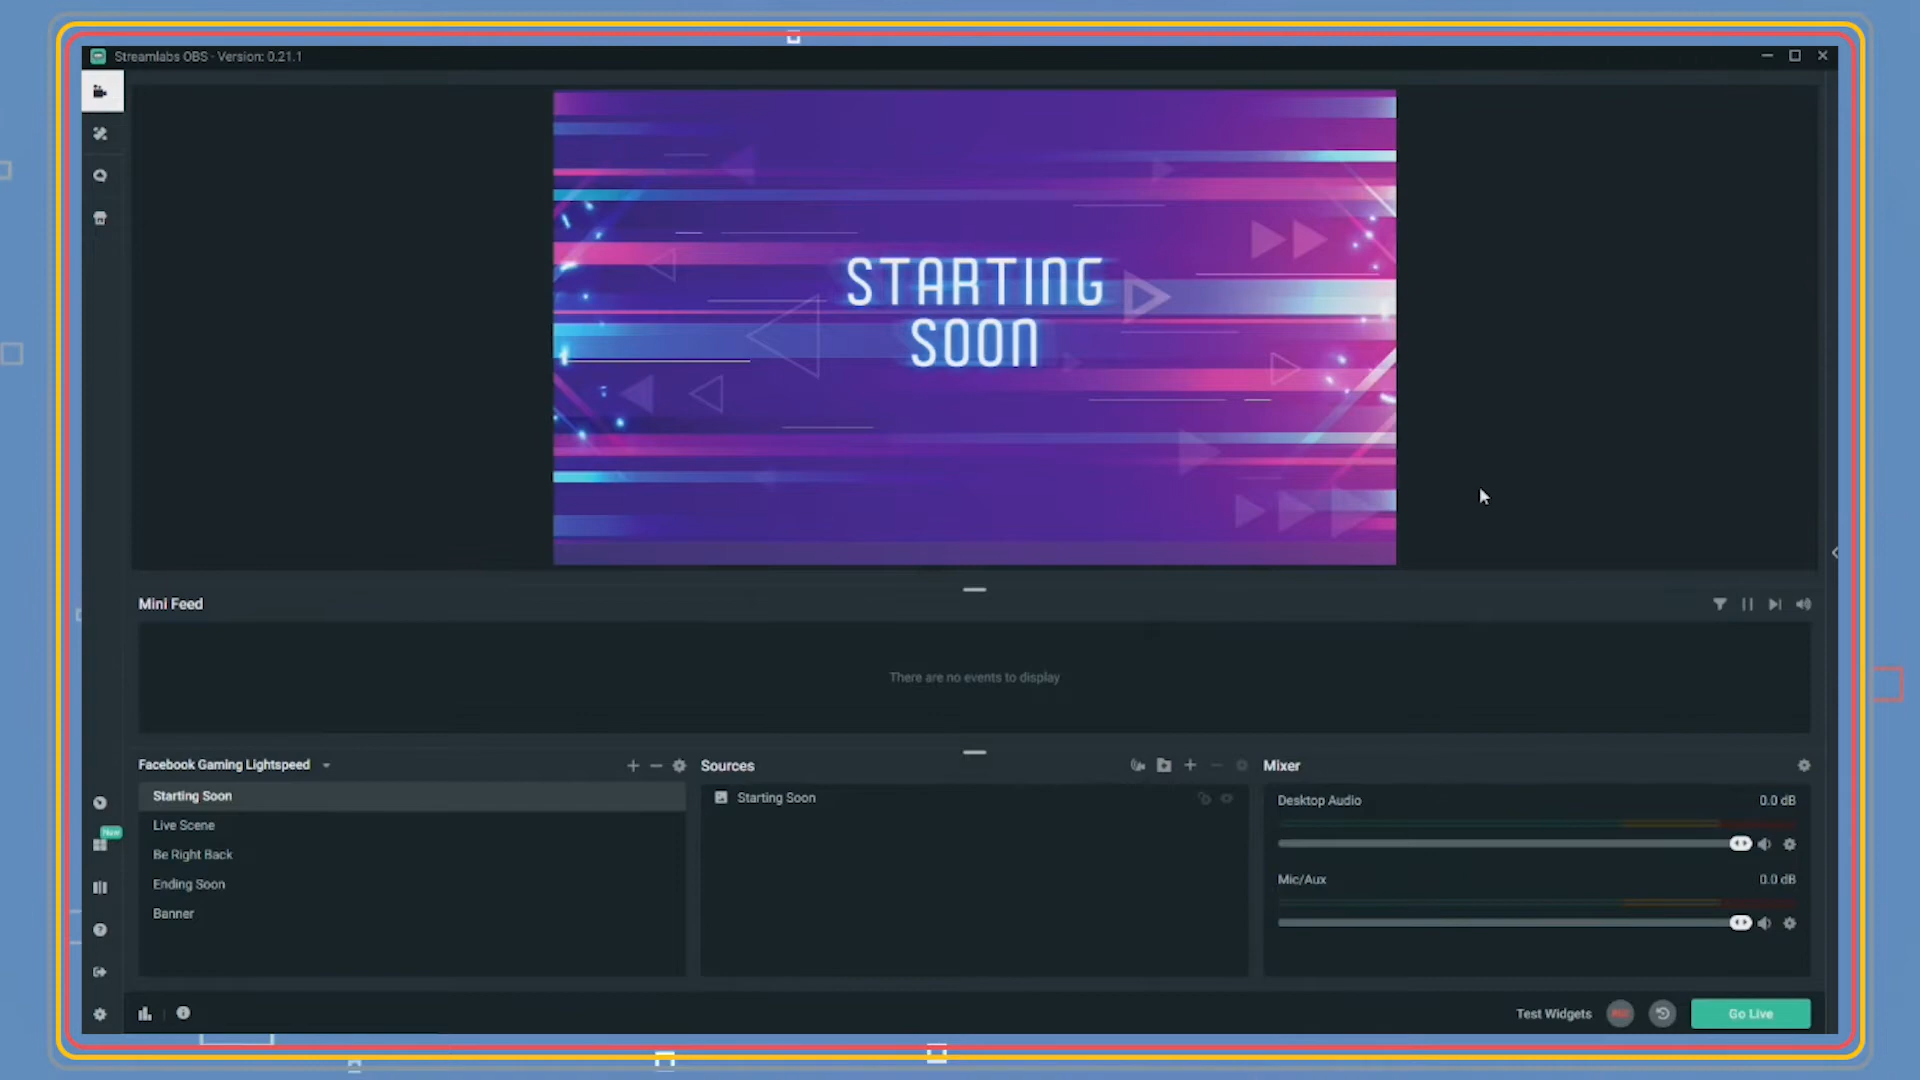 Streamlabs OBS - Version: 0.21.1
STARTING
SOON
Mini Feed
There are no events to display
Facebook Gaming Lightspeed
Starting Soon
Live Scene
Be Right Back
Ending Soon
Banner
Sources
Starting Soon
Mixer
Desktop Audio 0.0 dB
Mic/Aux 0.0 dB
New
Test Widgets
REC
Go Live